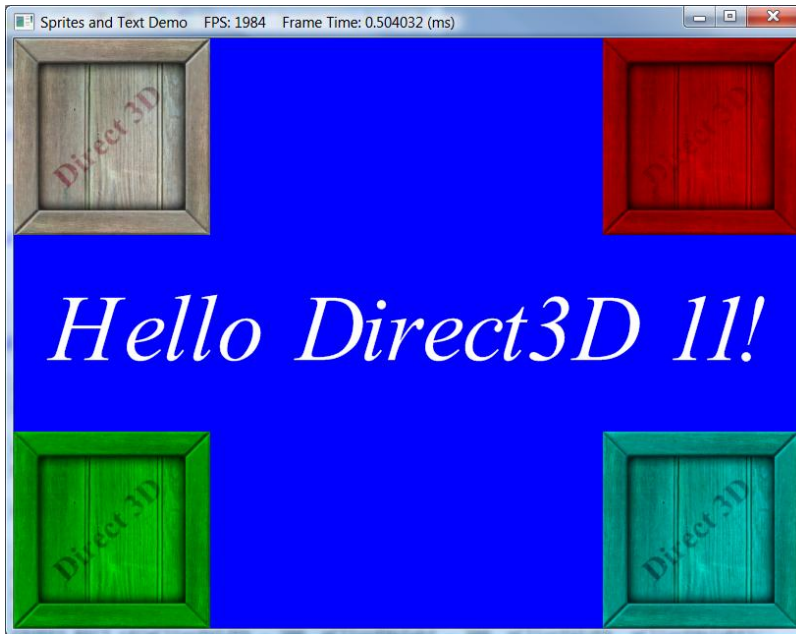 Sprites and Text Demo FPS: 1984 Frame Time: 0.504032 (ms)
Direct 3D
Direct 3D
Hello Direct3D 11!
Direct 3D
Direct 3D